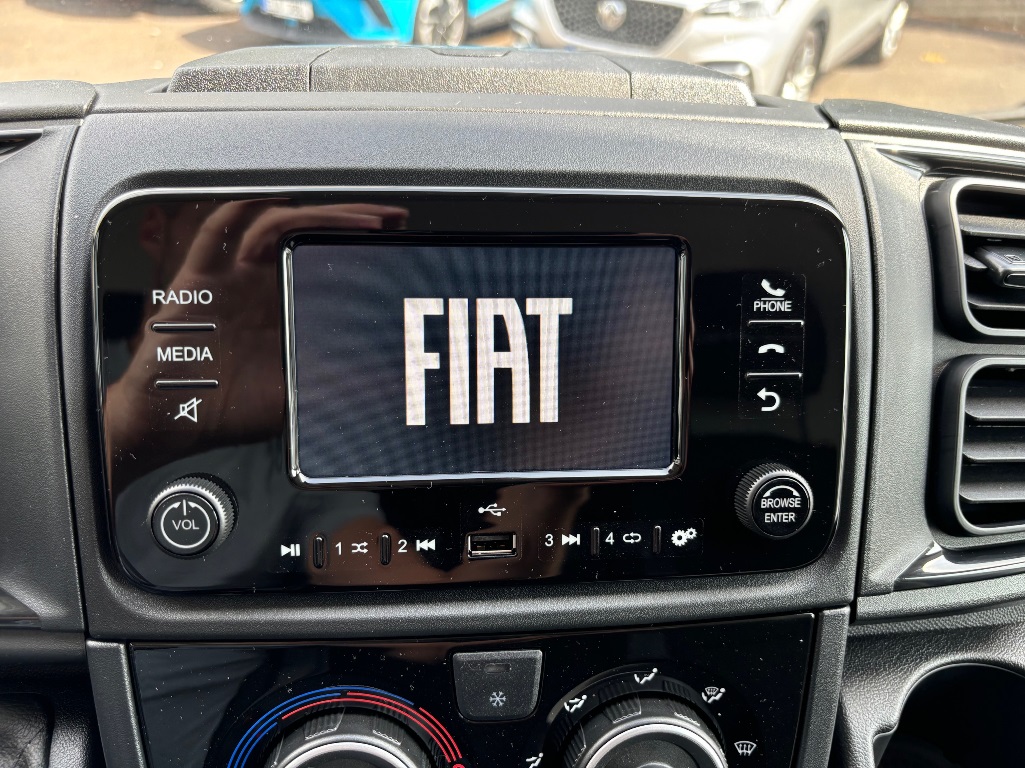 RADIO
MEDIA
FIAT
PHONE
VOL
BROWSE
ENTER
1
2
3
4